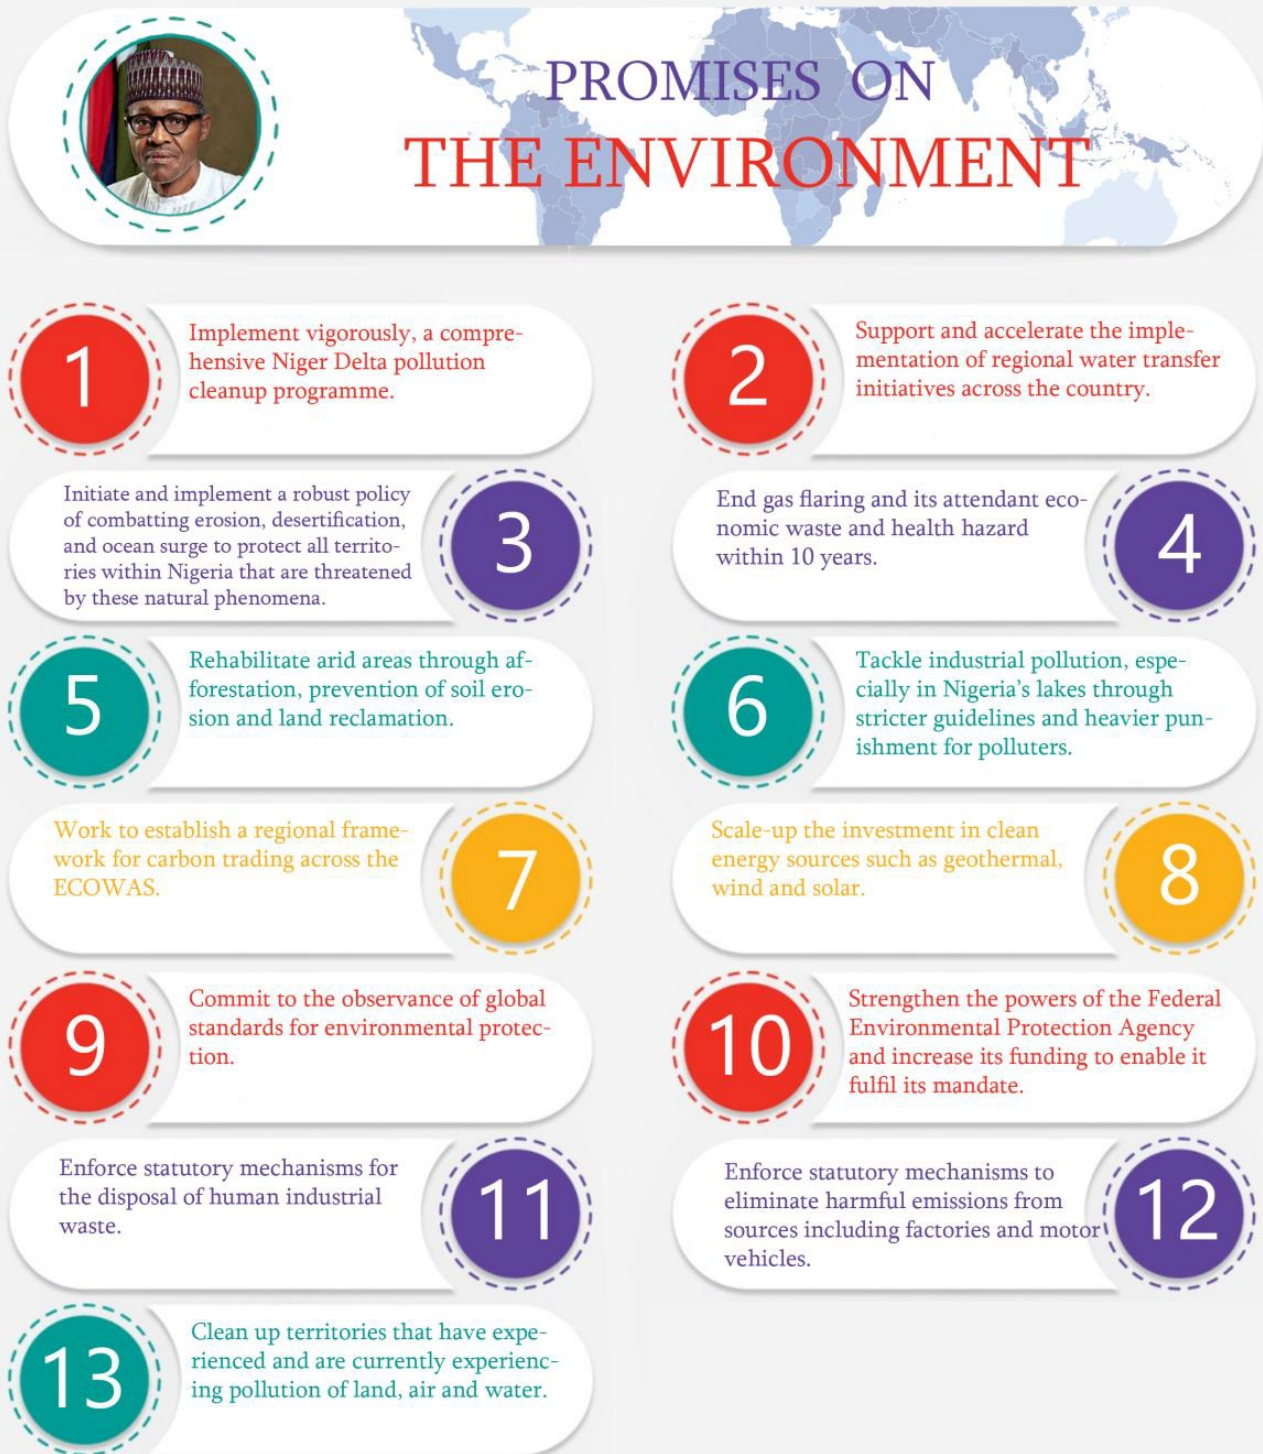 PROMISES ON
THE ENVIRONMENT
1
Implement vigorously, a compre-
hensive Niger Delta pollution
cleanup programme.
2
Support and accelerate the imple-
mentation of regional water transfer
initiatives across the country.
Initiate and implement a robust policy
of combatting erosion, desertification,
and ocean surge to protect all territo-
ries within Nigeria that are threatened
by these natural phenomena.
3
End gas flaring and its attendant eco-
nomic waste and health hazard
within 10 years.
4
5
Rehabilitate arid areas through af-
forestation, prevention of soil ero-
sion and land reclamation.
6
Tackle industrial pollution, espe-
cially in Nigeria's lakes through
stricter guidelines and heavier pun-
ishment for polluters.
Work to establish a regional frame-
work for carbon trading across the
ECOWAS.
7
Scale-up the investment in clean
energy sources such as geothermal,
wind and solar.
8
9
Commit to the observance of global
standards for environmental protec-
tion.
10
Strengthen the powers of the Federal
Environmental Protection Agency
and increase its funding to enable it
fulfil its mandate.
Enforce statutory mechanisms for
the disposal of human industrial
waste.
11
Enforce statutory mechanisms to
eliminate harmful emissions from
sources including factories and motor
vehicles.
12
13
Clean up territories that have expe-
rienced and are currently experienc-
ing pollution of land, air and water.